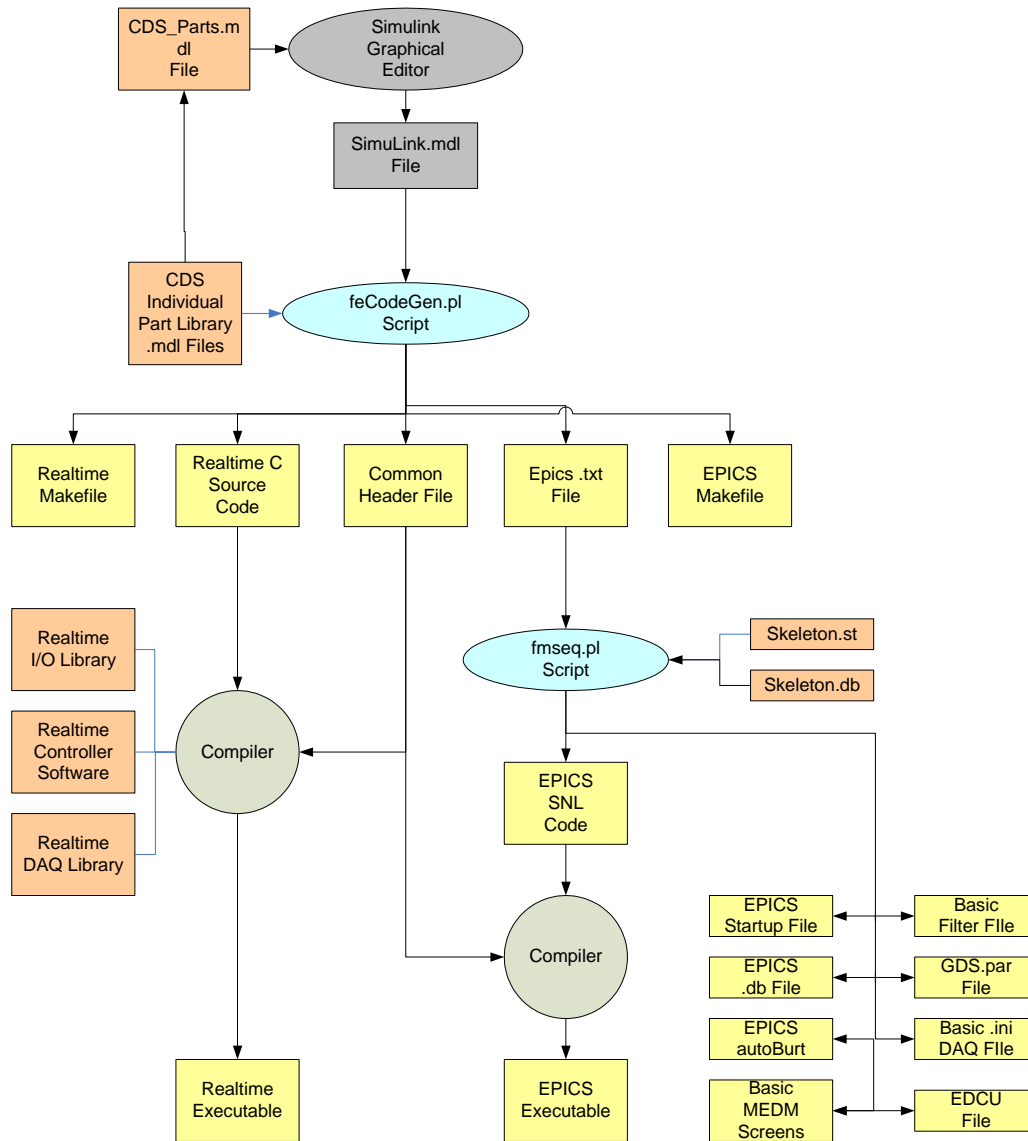 CDS_Parts.m
dl
File
Simulink
Graphical
Editor
SimuLink.mdl
File
CDS
Individual
Part Library
.mdl Files
feCodeGen.pl
Script
Realtime
Makefile
Realtime C
Source
Code
Common
Header File
Epics .txt
File
EPICS
Makefile
Realtime
I/O Library
Realtime
Controller
Software
Realtime
DAQ Library
Compiler
fmseq.pl
Script
Skeleton.st
Skeleton.db
EPICS
SNL
Code
Compiler
EPICS
Startup File
Basic
Filter FIle
EPICS
.db File
GDS.par
File
EPICS
autoBurt
Basic .ini
DAQ FIle
Basic
MEDM
Screens
EDCU
File
Realtime
Executable
EPICS
Executable